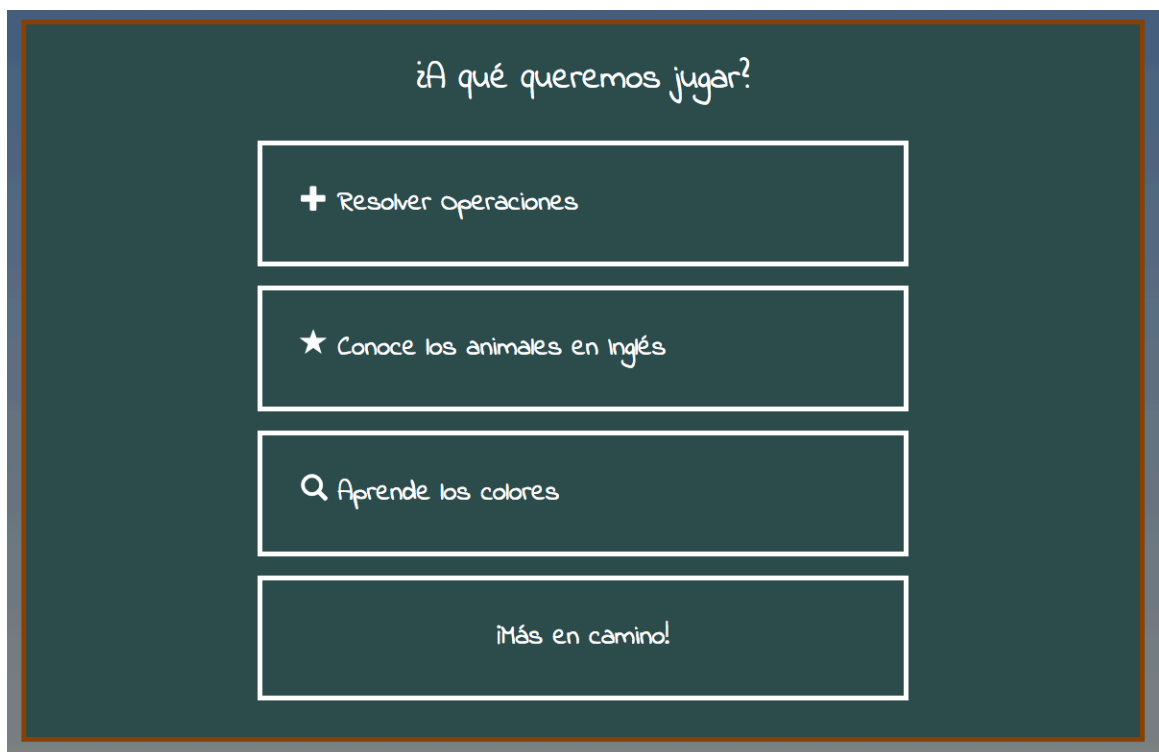 ¿A qué queremos jugar?
Resolver Operaciones
Conoce los animales en Inglés
Aprende los colores
¡Más en camino!